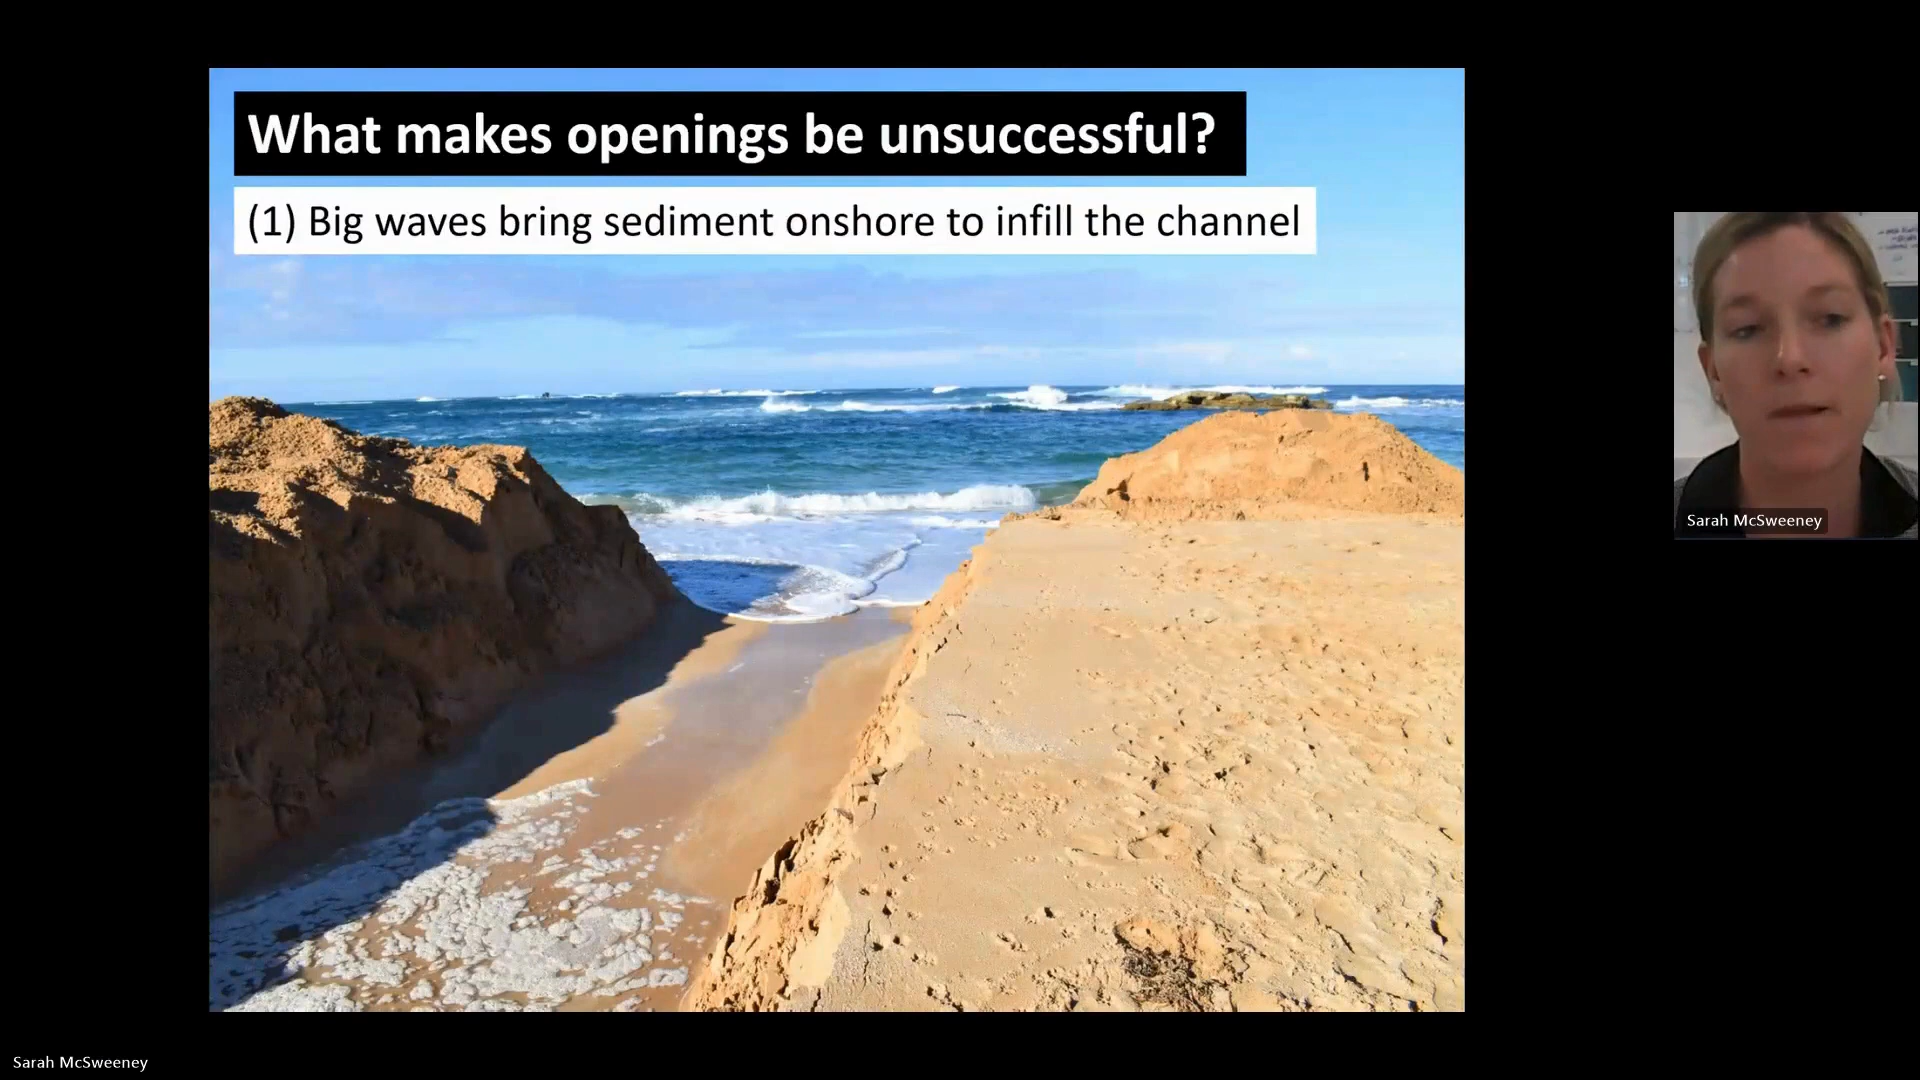 What makes openings be unsuccessful?
(1) Big waves bring sediment onshore to infill the channel
Sarah McSweeney
Sarah McSweeney